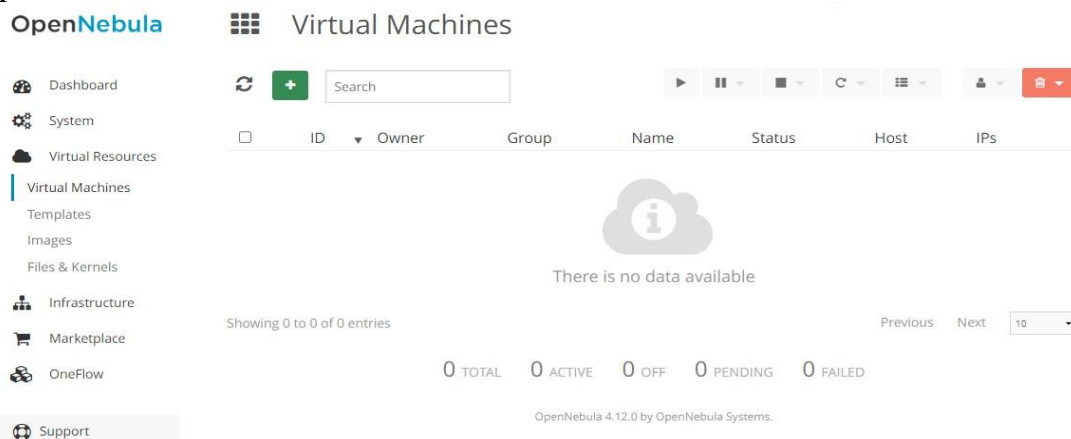 OpenNebula
Virtual Machines
Dashboard
System
Virtual Resources
Virtual Machines
Templates
Images
Files & Kernels
Infrastructure
Marketplace
OneFlow
Support
Search
ID Owner Group Name Status Host IPs
There is no data available
Showing 0 to 0 of 0 entries
Previous Next 10
0 TOTAL 0 ACTIVE 0 OFF 0 PENDING 0 FAILED
OpenNebula 4.12.0 by OpenNebula Systems.